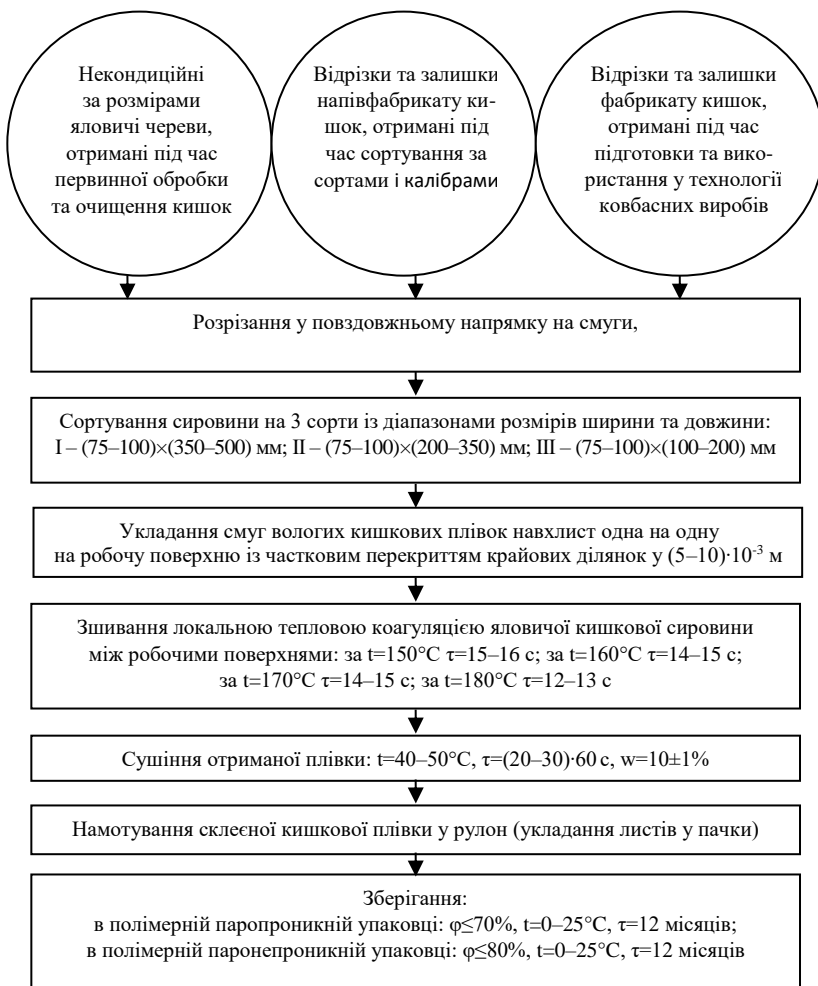 Некондиційні
за розмірами
яловичі череви,
отримані під час
первинної обробки
та очищення кишок
Відрізки та залишки
напівфабрикату ки-
шок, отримані під
час сортування за
сортами і калібрами
Відрізки та залишки
фабрикату кишок,
отримані під час
підготовки та вико-
ристання у технології
ковбасних виробів
Розрізання у повздовжньому напрямку на смуги,
Сортування сировини на 3 сорти із діапазонами розмірів ширини та довжини:
I – (75–100)×(350–500) мм; II – (75–100)×(200–350) мм; III – (75–100)×(100–200) мм
Укладання смуг вологих кишкових плівок навхлист одна на одну
на робочу поверхню із частковим перекриттям крайових ділянок у (5–10)·10⁻³ м
Зшивання локальною тепловою коагуляцією яловичої кишкової сировини
між робочими поверхнями: за t=150°C τ=15–16 с; за t=160°C τ=14–15 с;
за t=170°C τ=14–15 с; за t=180°C τ=12–13 с
Сушіння отриманої плівки: t=40–50°C, τ=(20–30)·60 с, w=10±1%
Намотування склеєної кишкової плівки у рулон (укладання листів у пачки)
Зберігання:
в полімерній паропроникній упаковці: φ≤70%, t=0–25°C, τ=12 місяців;
в полімерній паронепроникній упаковці: φ≤80%, t=0–25°C, τ=12 місяців